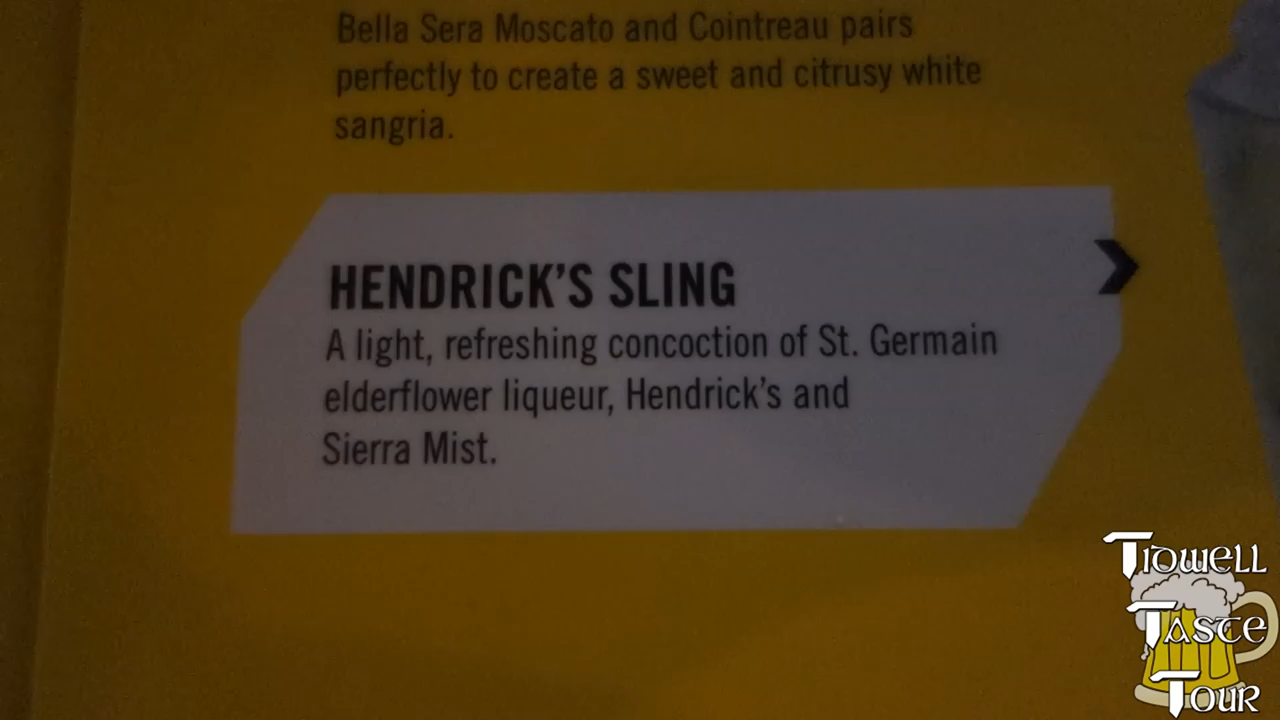 Bella Sera Moscato and Cointreau pairs
perfectly to create a sweet and citrusy white
sangria.
HENDRICK'S SLING
A light, refreshing concoction of St. Germain
elderflower liqueur, Hendrick's and
Sierra Mist.
Tidwell
Taste
Tour